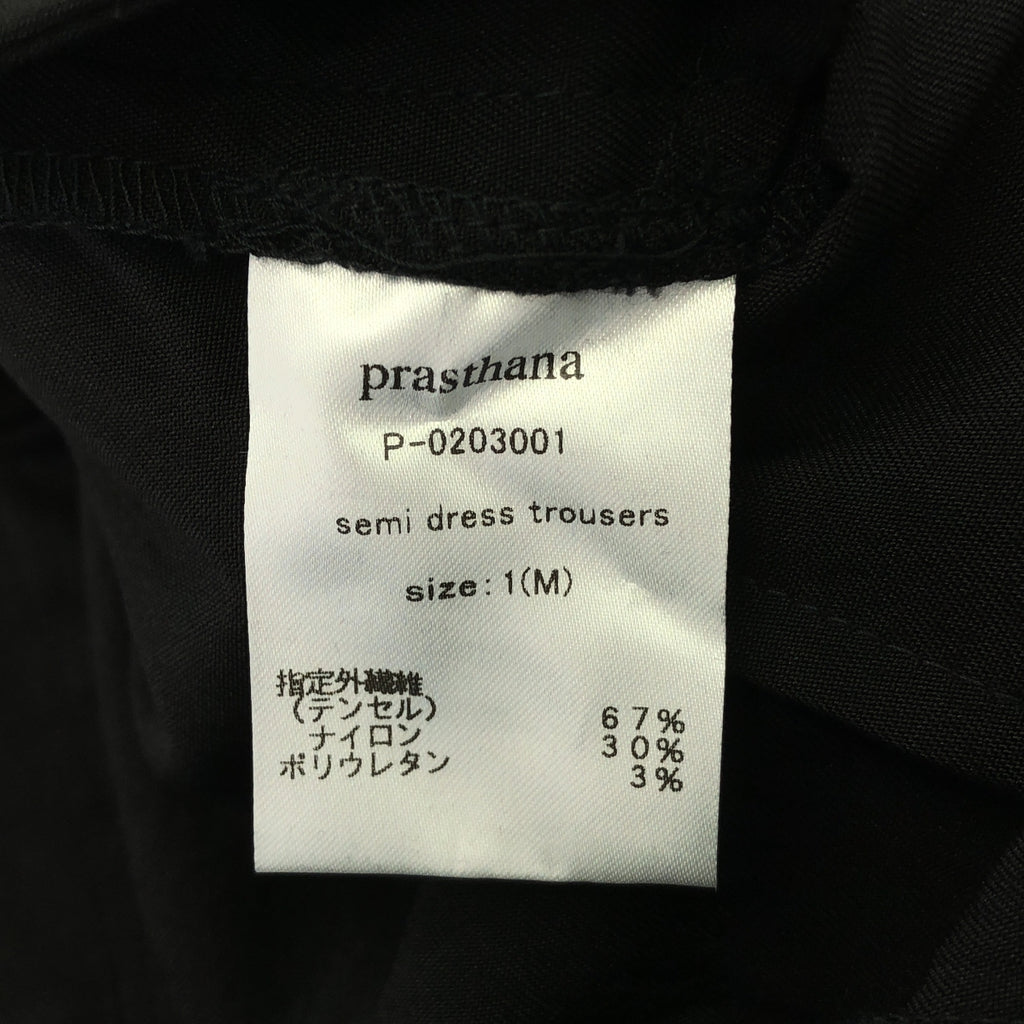 prasthana
P-0203001
semi dress trousers
size: 1(M)
指定外繊維
(テンセル) 67%
ナイロン 30%
ポリウレタン 3%